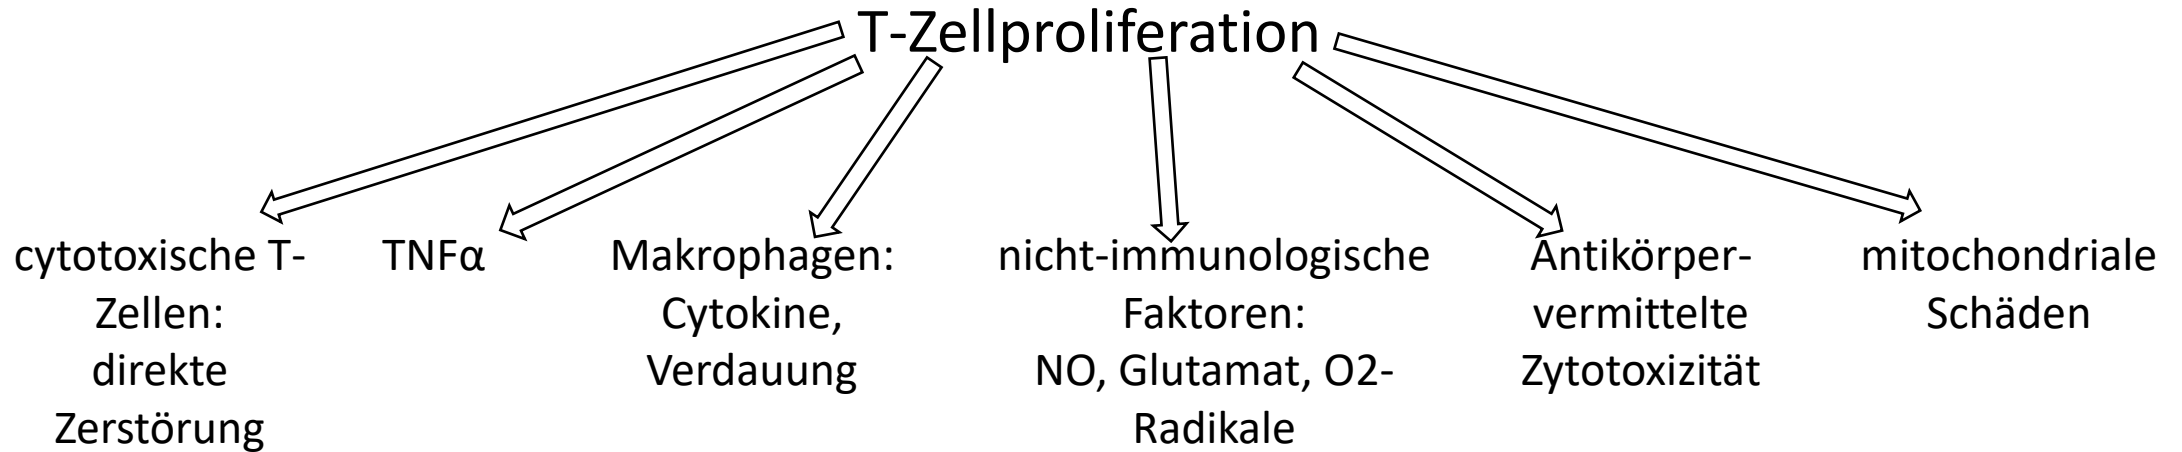 T-Zellproliferation
cytotoxische T-
Zellen:
direkte
Zerstörung
TNFα
Makrophagen:
Cytokine,
Verdauung
nicht-immunologische
Faktoren:
NO, Glutamat, O2-
Radikale
Antikörper-
vermittelte
Zytotoxizität
mitochondriale
Schäden